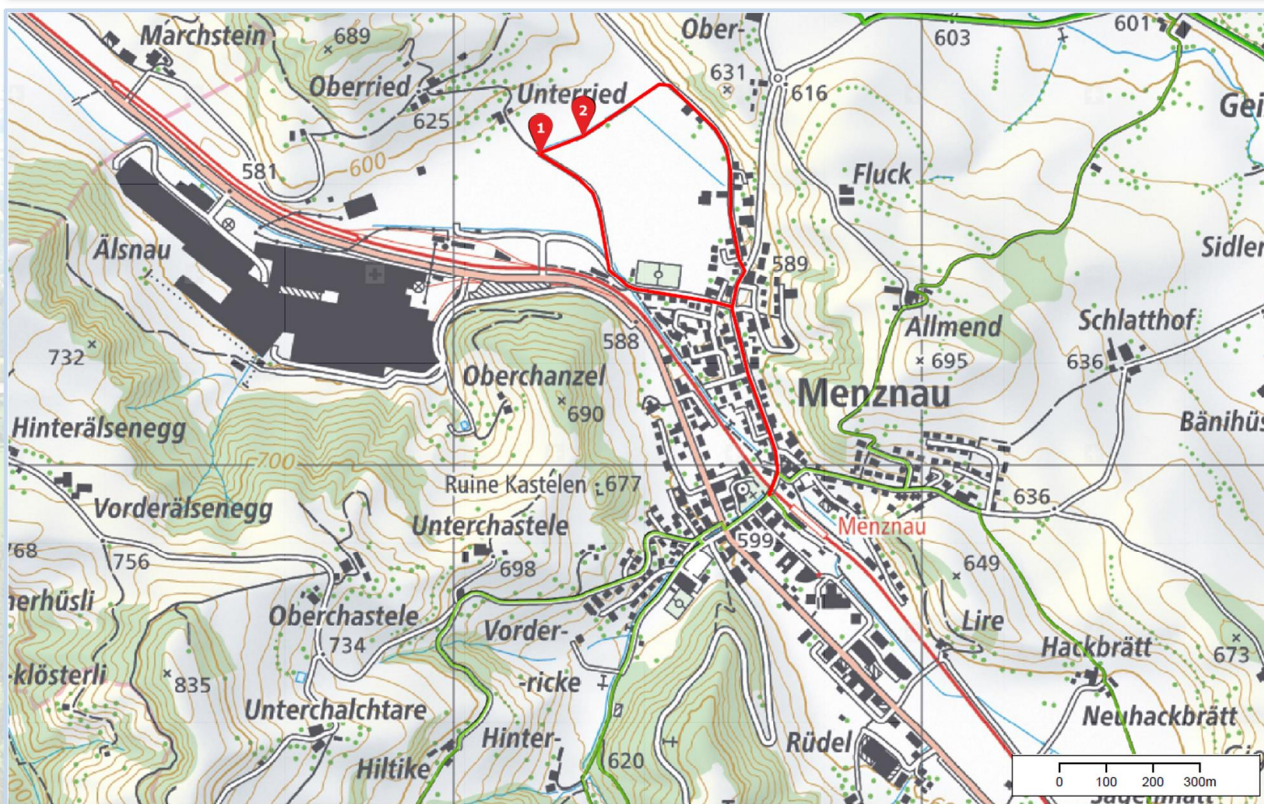 Marchstein
689
Ober-
603
601
Oberried
Unterried
631
616
Gei
625
2
1
600
581
Fluck
Älsnau
Sidler
589
Allmend
Schlatthof
588
732
695
636
Oberchanzel
Menznau
690
Bänihüs
Hinterälsenegg
700
Ruine Kastelen
677
636
Vorderälsenegg
Unterchastele
Menznau
599
768
756
698
649
nerhüsli
Oberchastele
Lire
Vorder-
734
Hackbrätt
673
-klösterli
-ricke
835
Unterchalchtare
Neuhackbrätt
Hinter-
Rüdel
Hiltike
620
0 100 200 300m